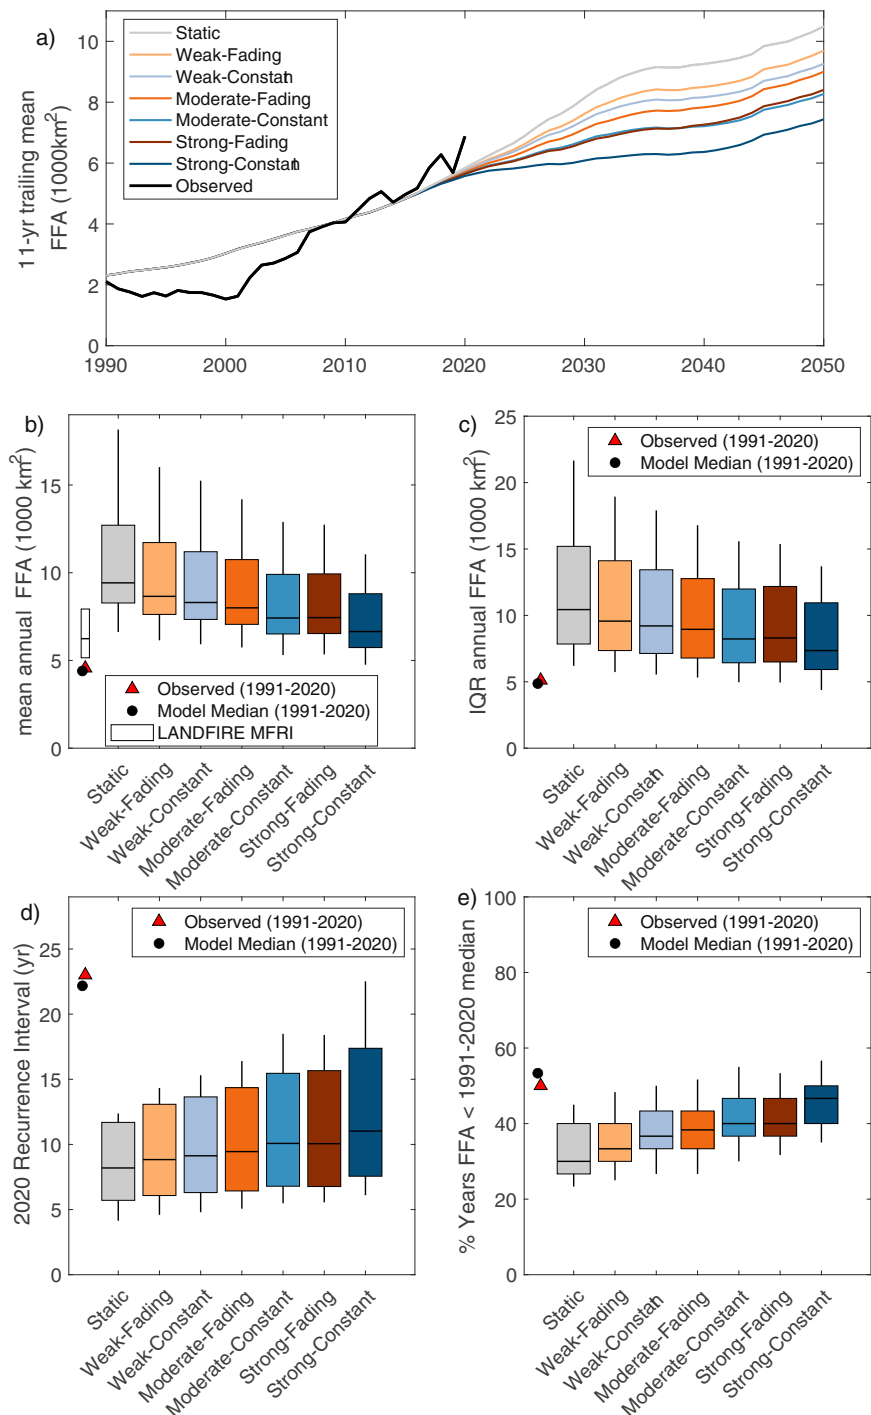 a)
11-yr trailing mean
FFA (1000km²)
10
8
6
4
2
0
Static
Weak-Fading
Weak-Constant
Moderate-Fading
Moderate-Constant
Strong-Fading
Strong-Constant
Observed
1990 2000 2010 2020 2030 2040 2050
b)
mean annual FFA (1000 km²)
15
10
5
0
Observed (1991-2020)
Model Median (1991-2020)
LANDFIRE MFRI
Static
Weak-Fading
Weak-Constant
Moderate-Fading
Moderate-Constant
Strong-Fading
Strong-Constant
c)
IQR annual FFA (1000 km²)
25
20
15
10
5
0
Observed (1991-2020)
Model Median (1991-2020)
Static
Weak-Fading
Weak-Constant
Moderate-Fading
Moderate-Constant
Strong-Fading
Strong-Constant
d)
2020 Recurrence Interval (yr)
25
20
15
10
5
0
Observed (1991-2020)
Model Median (1991-2020)
Static
Weak-Fading
Weak-Constant
Moderate-Fading
Moderate-Constant
Strong-Fading
Strong-Constant
e)
% Years FFA < 1991-2020 median
100
80
60
40
20
0
Observed (1991-2020)
Model Median (1991-2020)
Static
Weak-Fading
Weak-Constant
Moderate-Fading
Moderate-Constant
Strong-Fading
Strong-Constant